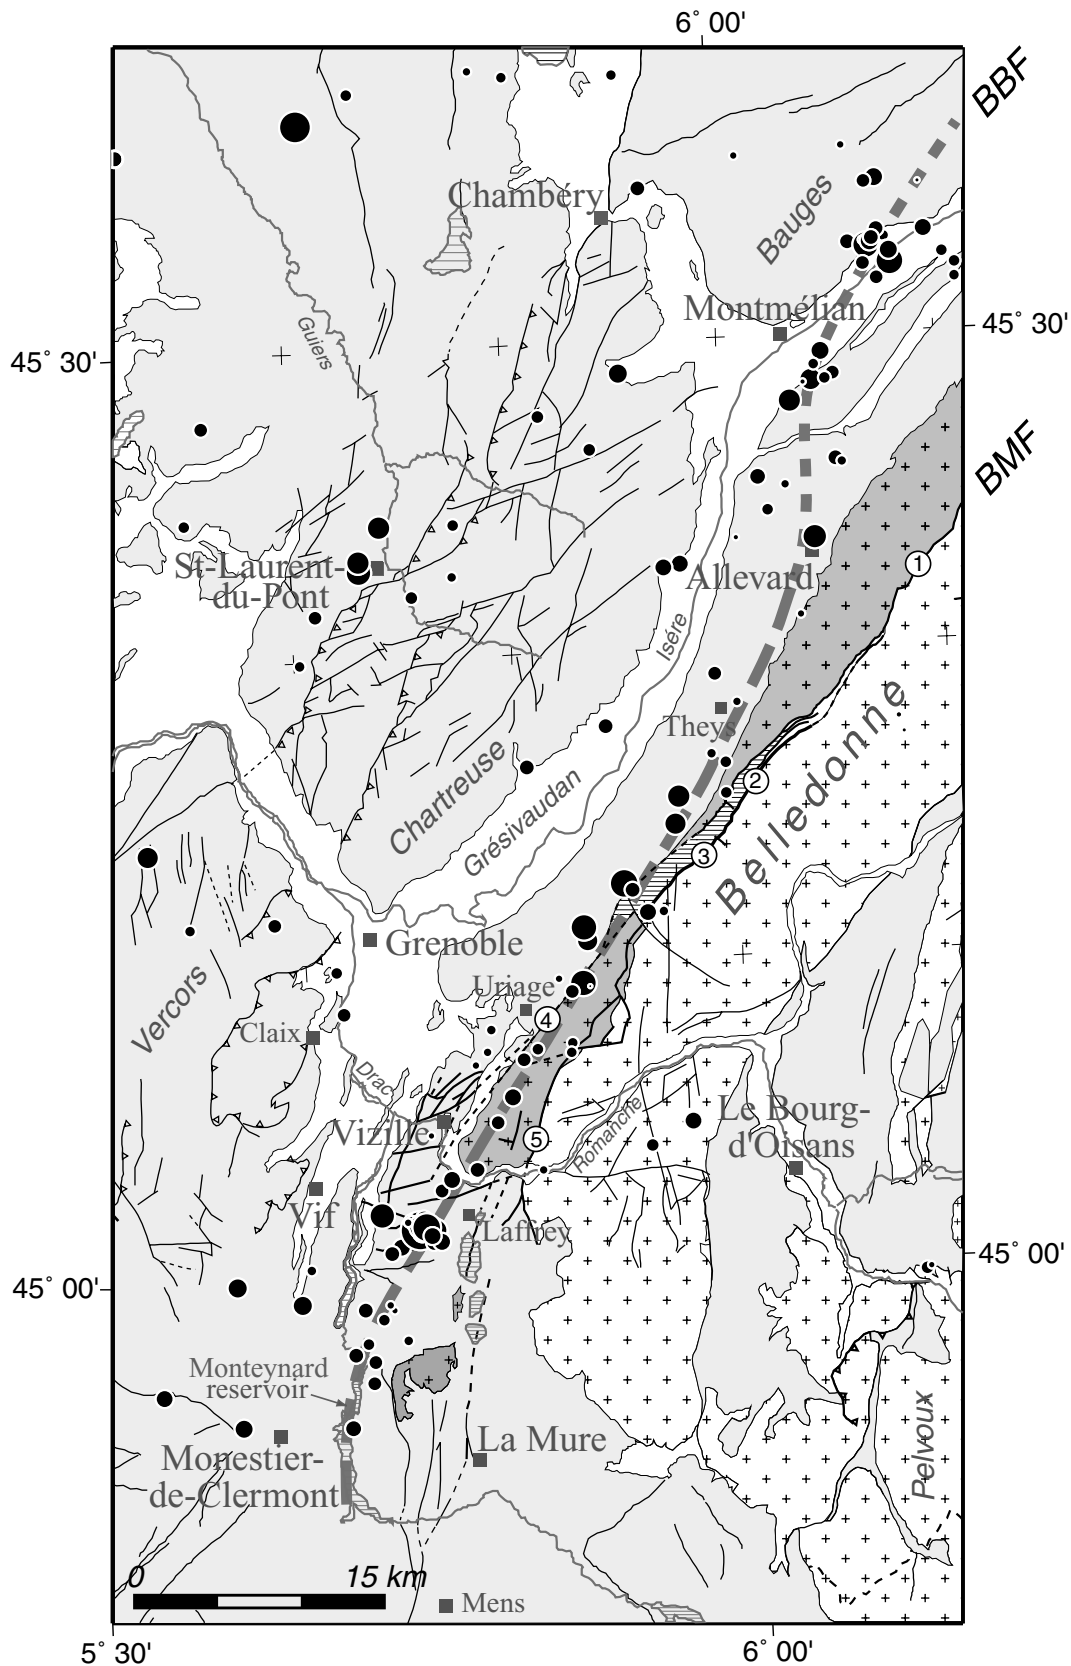 6° 00'
BBF
Chambéry
Bauges
Montmélian
45° 30'
Guiers
45° 30'
BMF
St-Laurent-
du-Pont
Allevard
1
Isére
Theys
Belledonne
2
Chartreuse
Grésivaudan
3
Grenoble
Vercors
Uriage
Claix
4
Drac
Vizille
Romanche
Le Bourg-
d'Oisans
5
Vif
Laffrey
45° 00'
45° 00'
Monteynard
reservoir
Pelvoux
La Mure
Monestier-
de-Clermont
0
15 km
Mens
5° 30'
6° 00'